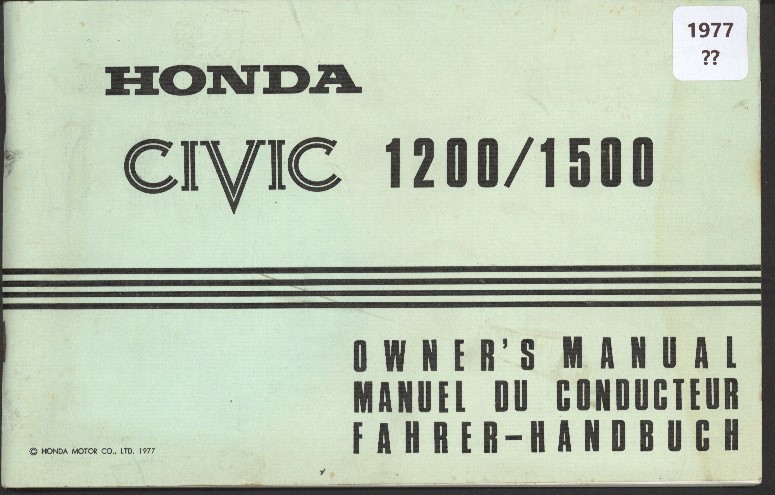 1977
??
HONDA
CIVIC 1200/1500
OWNER'S MANUAL
MANUEL DU CONDUCTEUR
FAHRER-HANDBUCH
© HONDA MOTOR CO., LTD. 1977